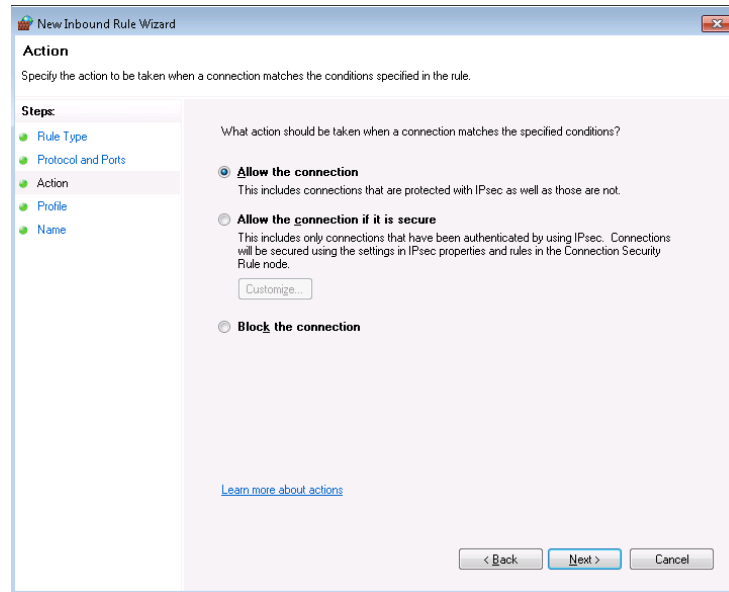 New Inbound Rule Wizard
Action
Specify the action to be taken when a connection matches the conditions specified in the rule.
Steps:
Rule Type
Protocol and Ports
Action
Profile
Name
What action should be taken when a connection matches the specified conditions?
Allow the connection
This includes connections that are protected with IPsec as well as those are not.
Allow the connection if it is secure
This includes only connections that have been authenticated by using IPsec. Connections
will be secured using the settings in IPsec properties and rules in the Connection Security
Rule node.
Customize...
Block the connection
Learn more about actions
< Back
Next >
Cancel